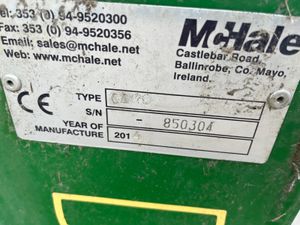 Tel: 353 (0) 94-9520300
Fax: 353 (0) 94-9520356
Email: sales@mchale.net
Web: www.mchale.net
McHale
Castlebar Road,
Ballinrobe, Co. Mayo,
Ireland.
CE
TYPE
S/N - 850304
YEAR OF
MANUFACTURE 201